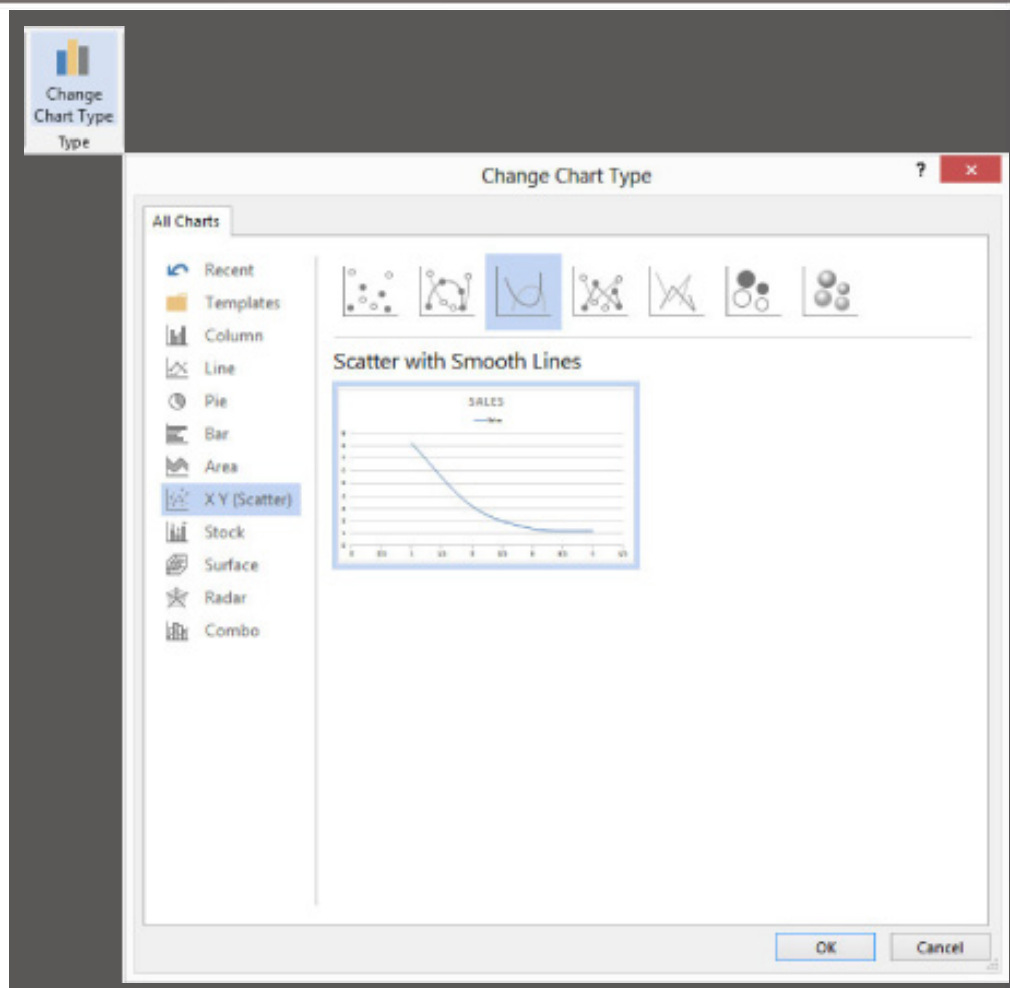 Change
Chart Type
Type
Change Chart Type
?
All Charts
Recent
Templates
Column
Line
Pie
Bar
Area
X Y (Scatter)
Stock
Surface
Radar
Combo
Scatter with Smooth Lines
SALES
OK
Cancel